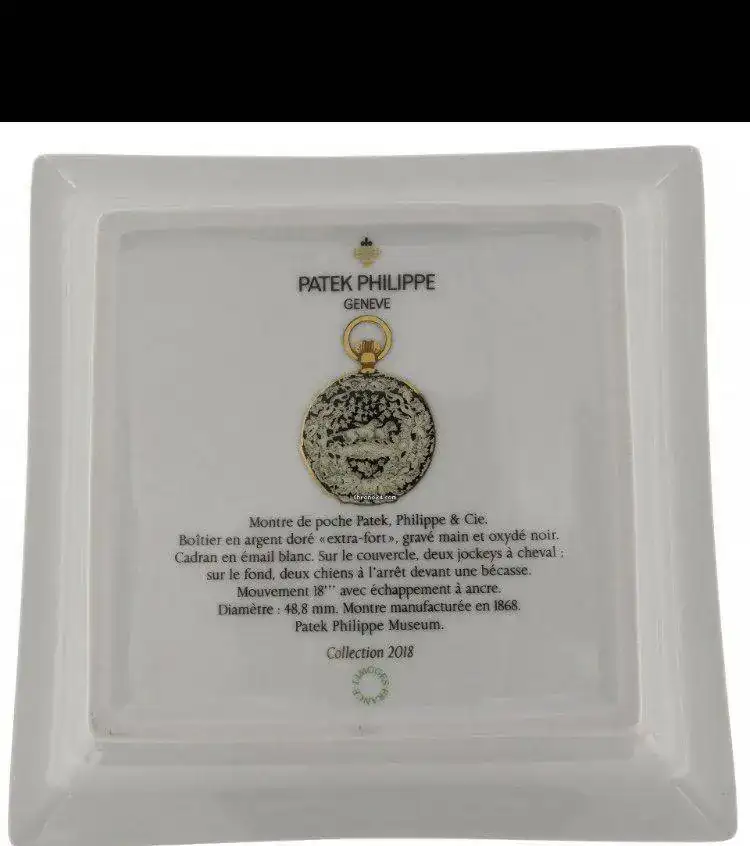 PATEK PHILIPPE
GENEVE
chrono24.com
Montre de poche Patek, Philippe & Cie.
Boîtier en argent doré «extra-fort», gravé main et oxydé noir.
Cadran en émail blanc. Sur le couvercle, deux jockeys à cheval ;
sur le fond, deux chiens à l'arrêt devant une bécasse.
Mouvement 18''' avec échappement à ancre.
Diamètre : 48,8 mm. Montre manufacturée en 1868.
Patek Philippe Museum.
Collection 2018
LIMOGES-FRANCE